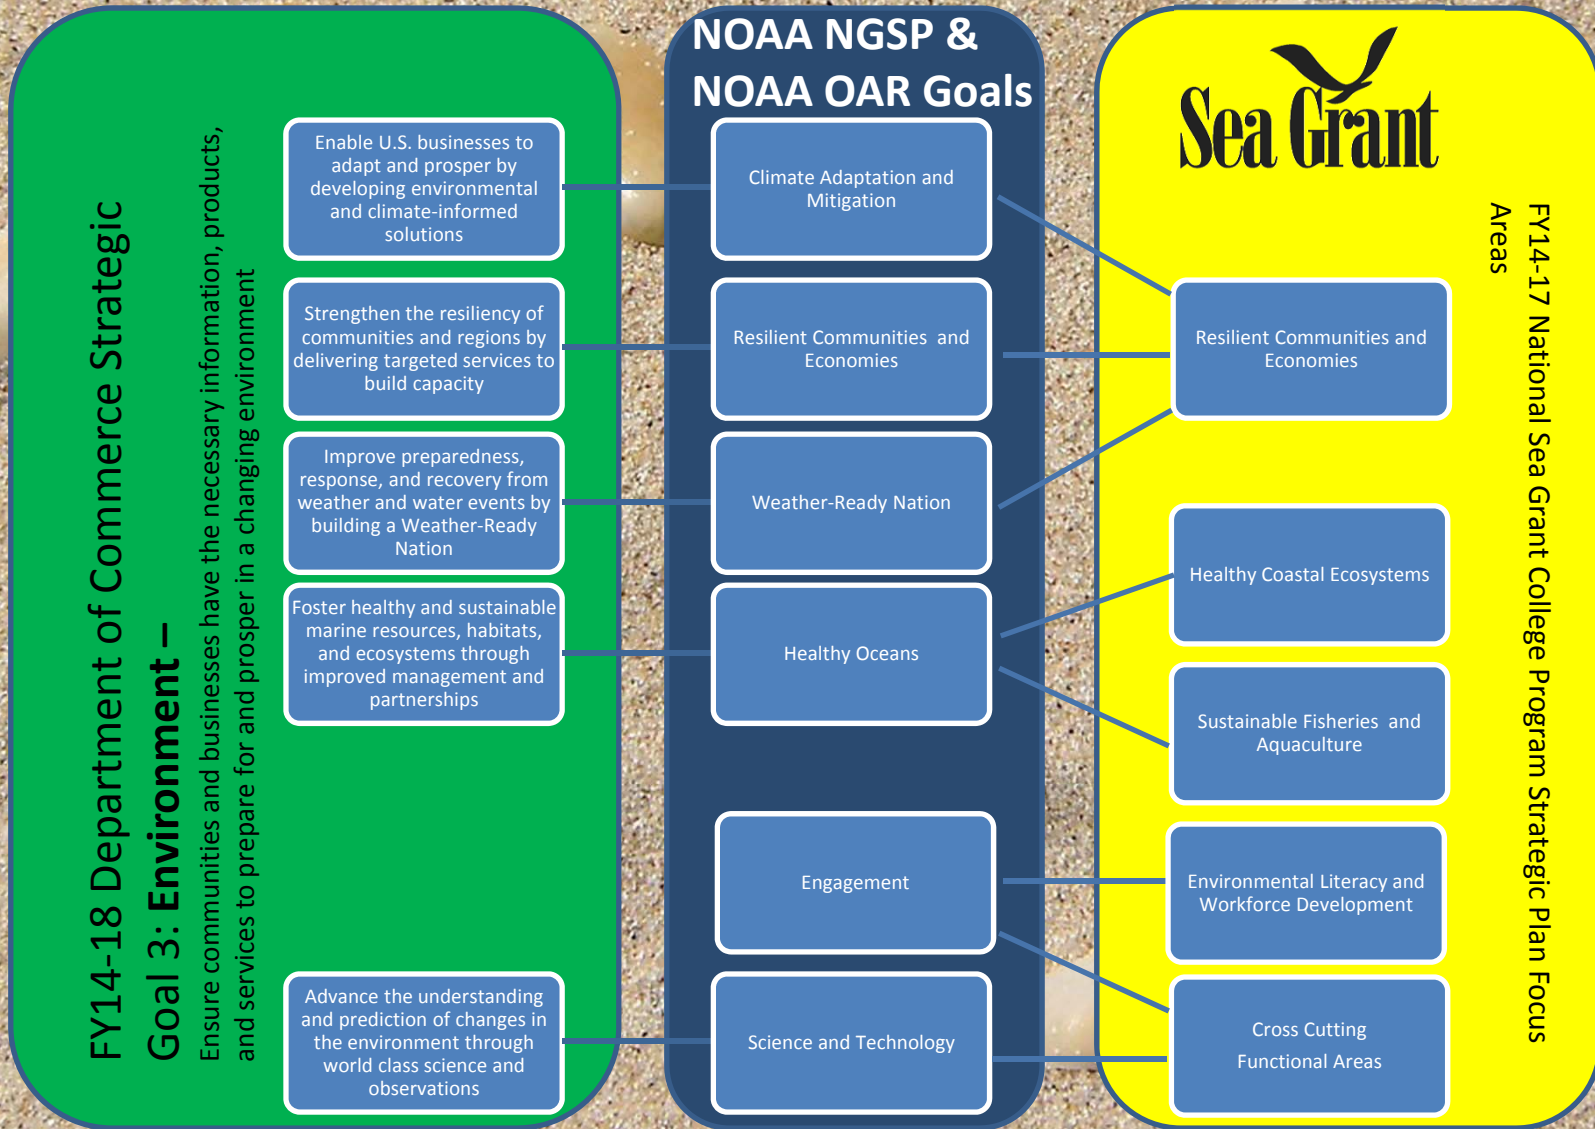 FY14-18 Department of Commerce Strategic
Goal 3: Environment –
Ensure communities and businesses have the necessary information, products,
and services to prepare for and prosper in a changing environment
Enable U.S. businesses to
adapt and prosper by
developing environmental
and climate-informed
solutions
Strengthen the resiliency of
communities and regions by
delivering targeted services to
build capacity
Improve preparedness,
response, and recovery from
weather and water events by
building a Weather-Ready
Nation
Foster healthy and sustainable
marine resources, habitats,
and ecosystems through
improved management and
partnerships
Advance the understanding
and prediction of changes in
the environment through
world class science and
observations
NOAA NGSP &
NOAA OAR Goals
Climate Adaptation and
Mitigation
Resilient Communities and
Economies
Weather-Ready Nation
Healthy Oceans
Engagement
Science and Technology
Sea Grant
Resilient Communities and
Economies
Healthy Coastal Ecosystems
Sustainable Fisheries and
Aquaculture
Environmental Literacy and
Workforce Development
Cross Cutting
Functional Areas
FY14-17 National Sea Grant College Program Strategic Plan Focus
Areas